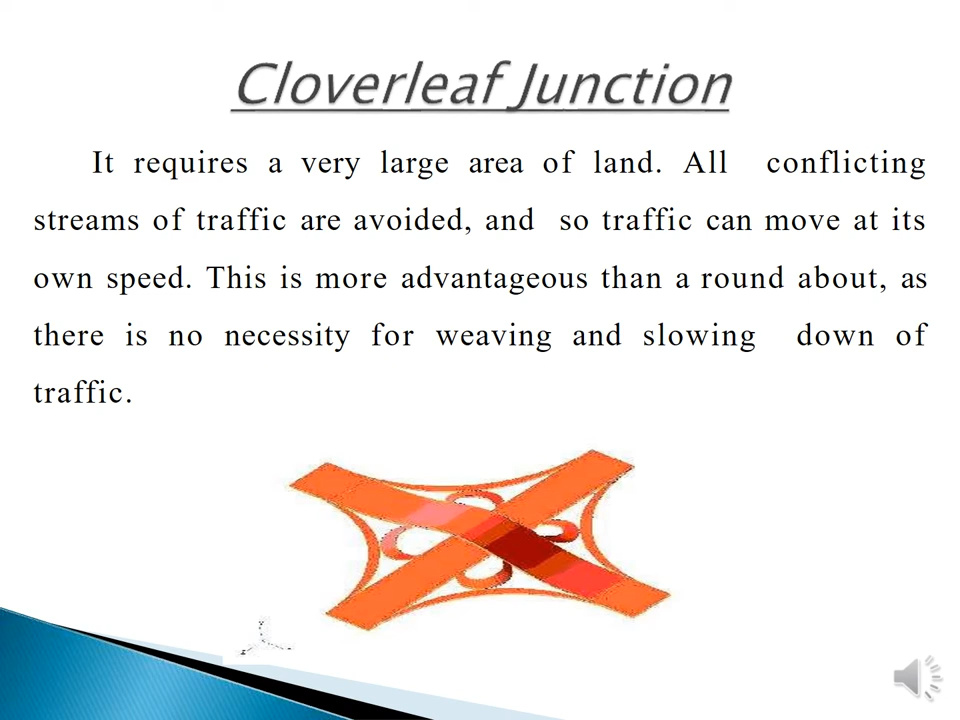 Cloverleaf Junction
It requires a very large area of land. All conflicting
streams of traffic are avoided, and so traffic can move at its
own speed. This is more advantageous than a round about, as
there is no necessity for weaving and slowing down of
traffic.